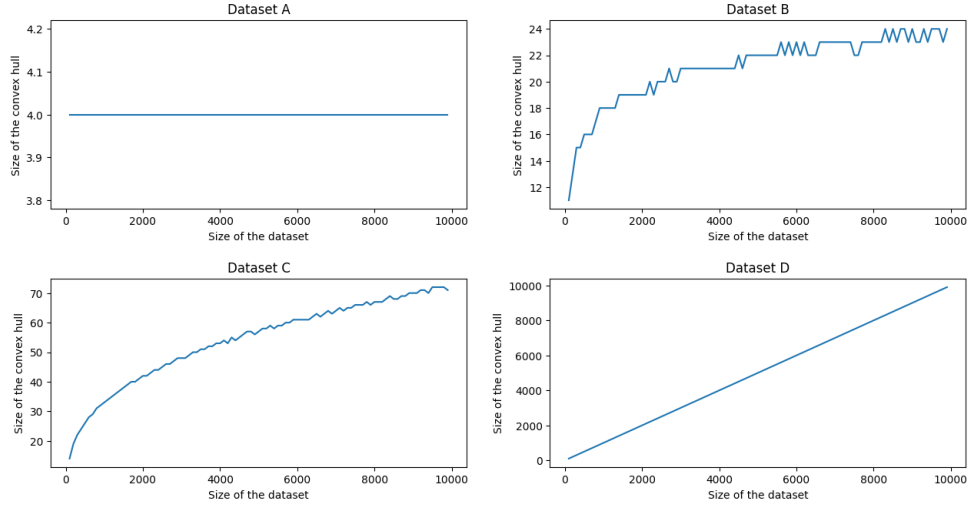 Dataset A
4.2
4.1
4.0
3.9
3.8
Size of the convex hull
0 2000 4000 6000 8000 10000
Size of the dataset
Dataset B
24
22
20
18
16
14
12
Size of the convex hull
0 2000 4000 6000 8000 10000
Size of the dataset
Dataset C
70
60
50
40
30
20
Size of the convex hull
0 2000 4000 6000 8000 10000
Size of the dataset
Dataset D
10000
8000
6000
4000
2000
0
Size of the convex hull
0 2000 4000 6000 8000 10000
Size of the dataset